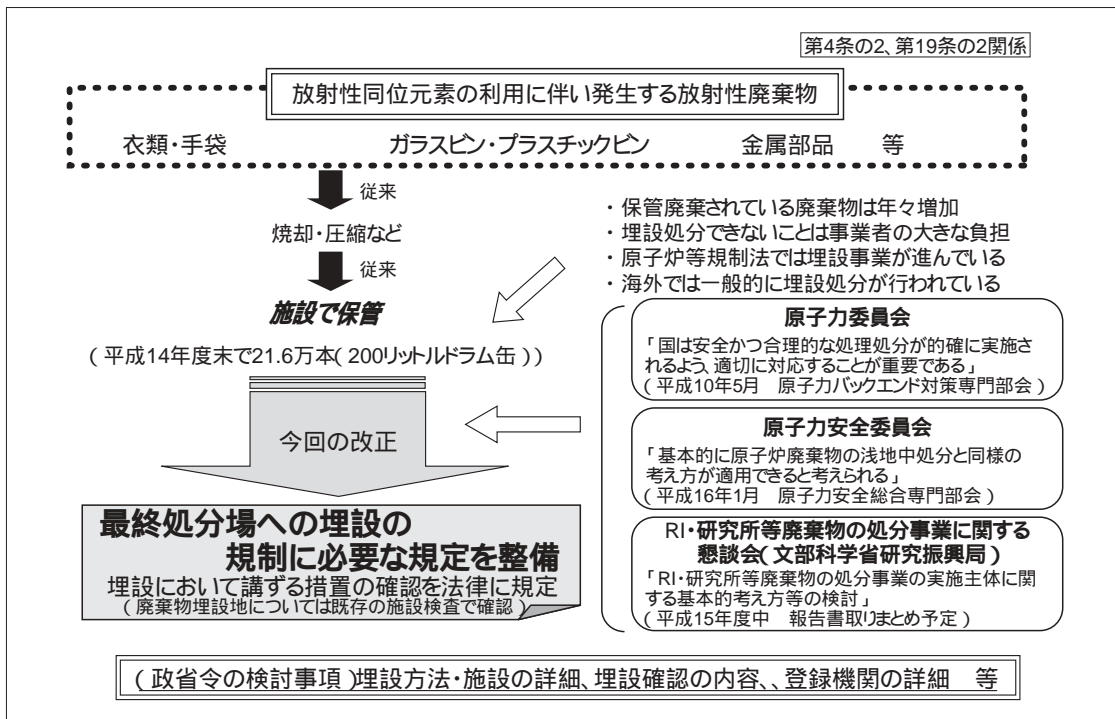 第4条の2、第19条の2関係
放射性同位元素の利用に伴い発生する放射性廃棄物
衣類・手袋 ガラスビン・プラスチックビン 金属部品 等
従来
焼却・圧縮など
従来
施設で保管
(平成14年度末で21.6万本(200リットルドラム缶))
・保管廃棄されている廃棄物は年々増加
・埋設処分できないことは事業者の大きな負担
・原子炉等規制法では埋設事業が進んでいる
・海外では一般的に埋設処分が行われている
今回の改正
原子力委員会
「国は安全かつ合理的な処理処分が的確に実施さ
れるよう、適切に対応することが重要である」
(平成10年5月 原子力バックエンド対策専門部会)
原子力安全委員会
「基本的に原子炉廃棄物の浅地中処分と同様の
考え方が適用できると考えられる」
(平成16年1月 原子力安全総合専門部会)
RI・研究所等廃棄物の処分事業に関する
懇談会(文部科学省研究振興局)
「RI・研究所等廃棄物の処分事業の実施主体に関
する基本的考え方等の検討」
(平成15年度中 報告書取りまとめ予定)
最終処分場への埋設の
規制に必要な規定を整備
埋設において講ずる措置の確認を法律に規定
(廃棄物埋設地については既存の施設検査で確認)
(政省令の検討事項)埋設方法・施設の詳細、埋設確認の内容、、登録機関の詳細 等